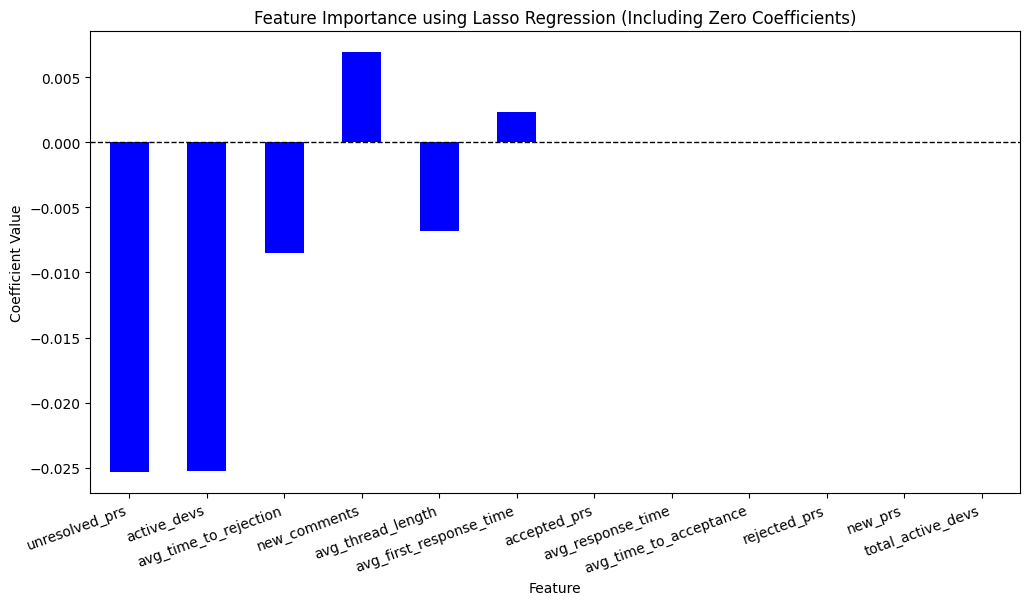 Feature Importance using Lasso Regression (Including Zero Coefficients)
Coefficient Value
0.005
0.000
−0.005
−0.010
−0.015
−0.020
−0.025
unresolved_prs
active_devs
avg_time_to_rejection
new_comments
avg_thread_length
avg_first_response_time
accepted_prs
avg_response_time
avg_time_to_acceptance
rejected_prs
new_prs
total_active_devs
Feature